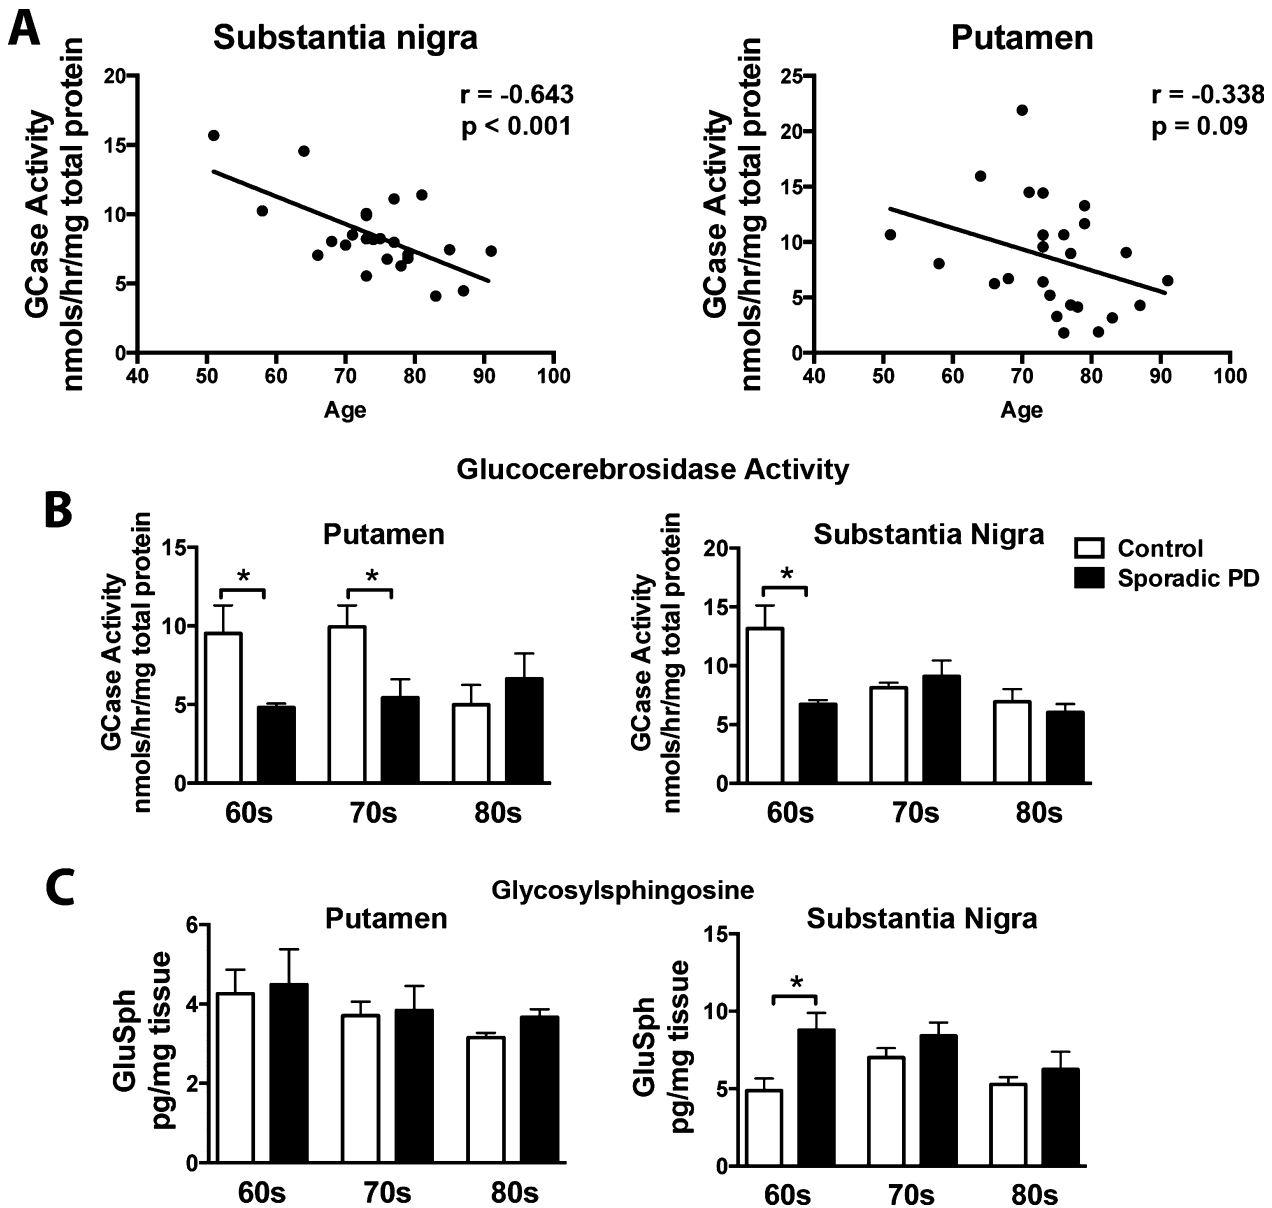 A
Substantia nigra
GCase Activity
nmols/hr/mg total protein
20
15
10
5
0
r = -0.643
p < 0.001
40 50 60 70 80 90 100
Age
Putamen
GCase Activity
nmols/hr/mg total protein
25
20
15
10
5
0
r = -0.338
p = 0.09
40 50 60 70 80 90 100
Age
Glucocerebrosidase Activity
B
Putamen
GCase Activity
nmols/hr/mg total protein
15
10
5
0
*
*
60s 70s 80s
Substantia Nigra
GCase Activity
nmols/hr/mg total protein
20
15
10
5
0
*
60s 70s 80s
Control
Sporadic PD
C
Glycosylsphingosine
Putamen
GluSph
pg/mg tissue
6
4
2
0
60s 70s 80s
Substantia Nigra
GluSph
pg/mg tissue
15
10
5
0
*
60s 70s 80s